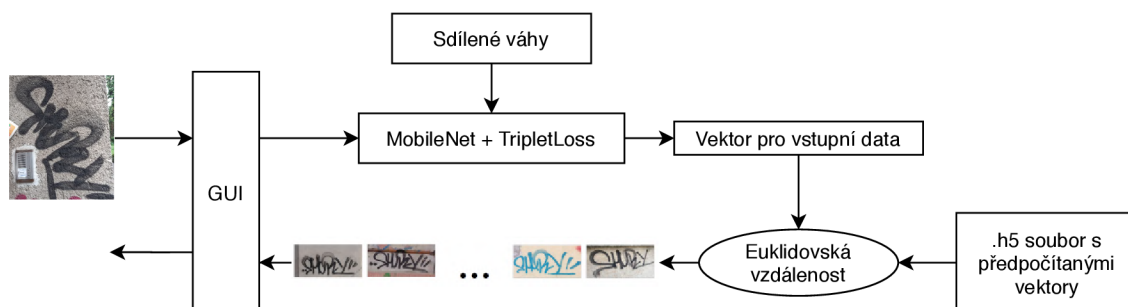 Sdílené váhy
GUI
MobileNet + TripletLoss
Vektor pro vstupní data
Euklidovská
vzdálenost
.h5 soubor s
předpočítanými
vektory
...